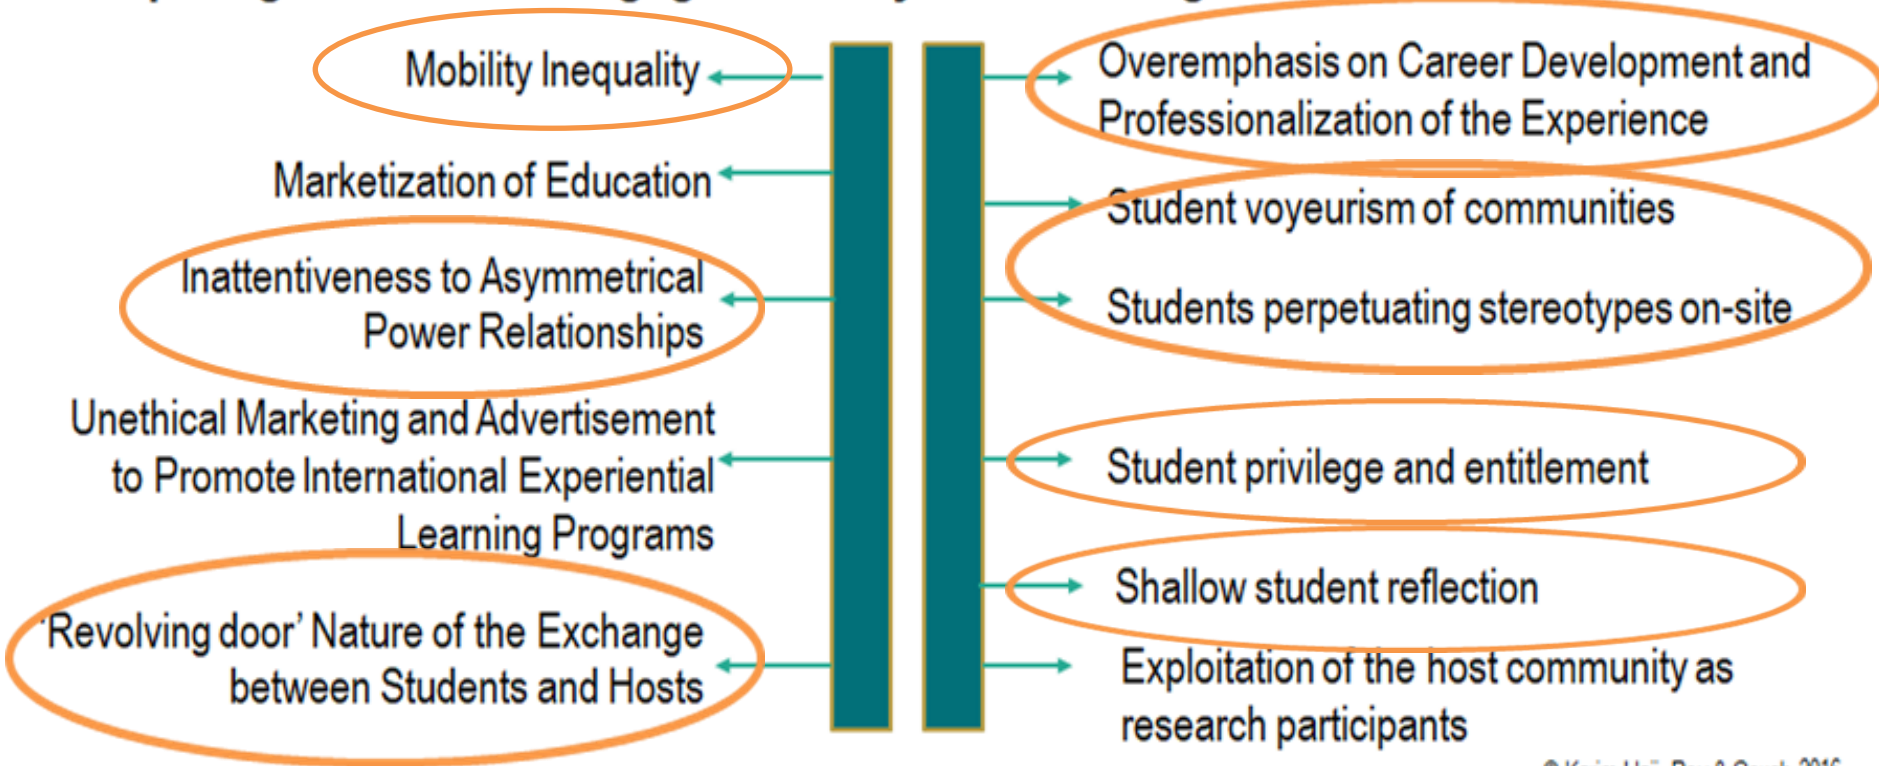 Mobility Inequality
Marketization of Education
Inattentiveness to Asymmetrical
Power Relationships
Unethical Marketing and Advertisement
to Promote International Experiential
Learning Programs
'Revolving door' Nature of the Exchange
between Students and Hosts
Overemphasis on Career Development and
Professionalization of the Experience
Student voyeurism of communities
Students perpetuating stereotypes on-site
Student privilege and entitlement
Shallow student reflection
Exploitation of the host community as
research participants